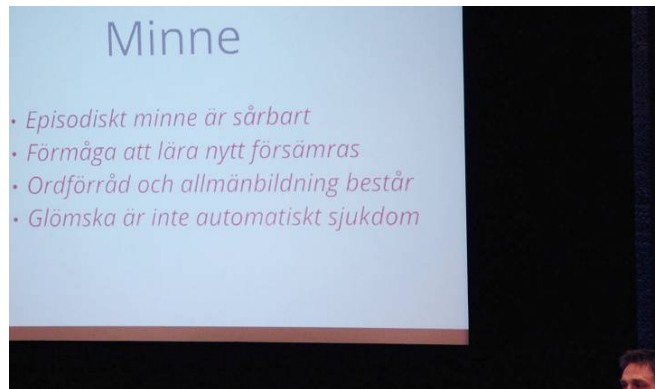 Minne
• Episodiskt minne är sårbart
• Förmåga att lära nytt försämras
• Ordförråd och allmänbildning består
• Glömska är inte automatiskt sjukdom